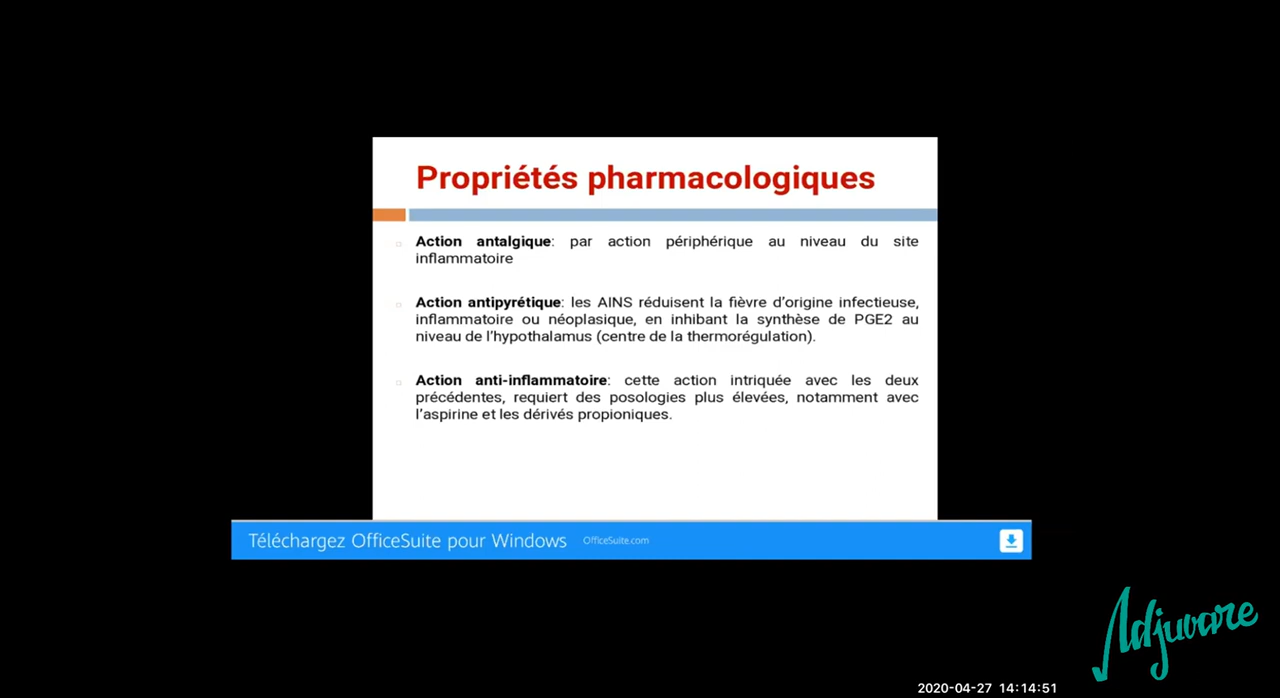 Propriétés pharmacologiques
Action antalgique: par action périphérique au niveau du site
inflammatoire
Action antipyrétique: les AINS réduisent la fièvre d'origine infectieuse,
inflammatoire ou néoplasique, en inhibant la synthèse de PGE2 au
niveau de l'hypothalamus (centre de la thermorégulation).
Action anti-inflammatoire: cette action intriquée avec les deux
précédentes, requiert des posologies plus élevées, notamment avec
l'aspirine et les dérivés propioniques.
Téléchargez OfficeSuite pour Windows OfficeSuite.com
Adjuvare
2020-04-27 14:14:51